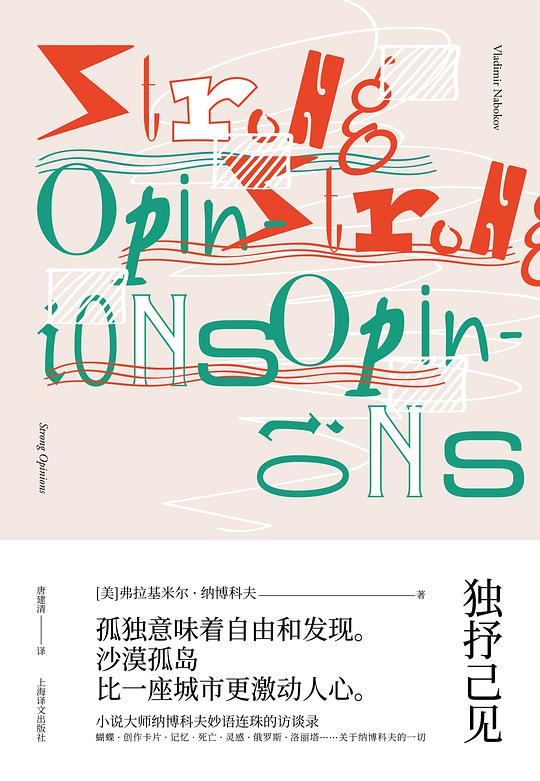 Vladimir Nabokov
Strong
Opin-
Strong
ioNs
Opin-
ioNs
Strong Opinions
独抒己见
[美]弗拉基米尔·纳博科夫——著
孤独意味着自由和发现。
沙漠孤岛
比一座城市更激动人心。
小说大师纳博科夫妙语连珠的访谈录
蝴蝶·创作卡片·记忆·死亡·灵感·俄罗斯·洛丽塔……关于纳博科夫的一切
唐建清——译
上海译文出版社